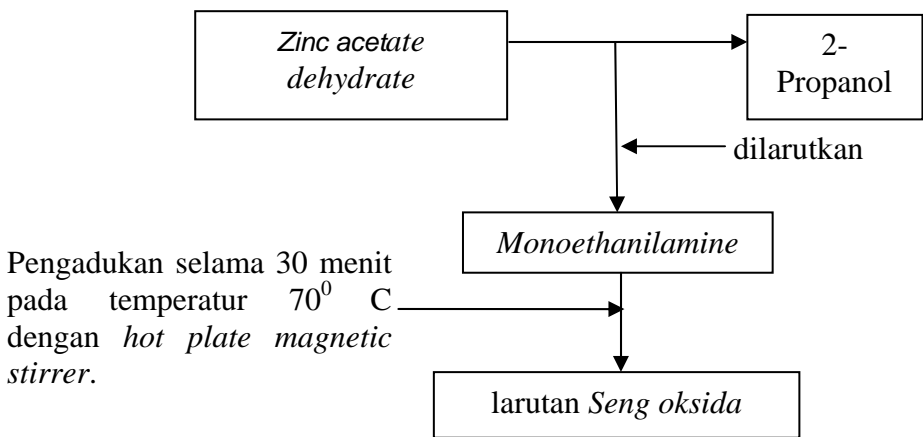 Zinc acetate
dehydrate
2-
Propanol
dilarutkan
Monoethanilamine
Pengadukan selama 30 menit
pada temperatur 70⁰ C
dengan hot plate magnetic
stirrer.
larutan Seng oksida